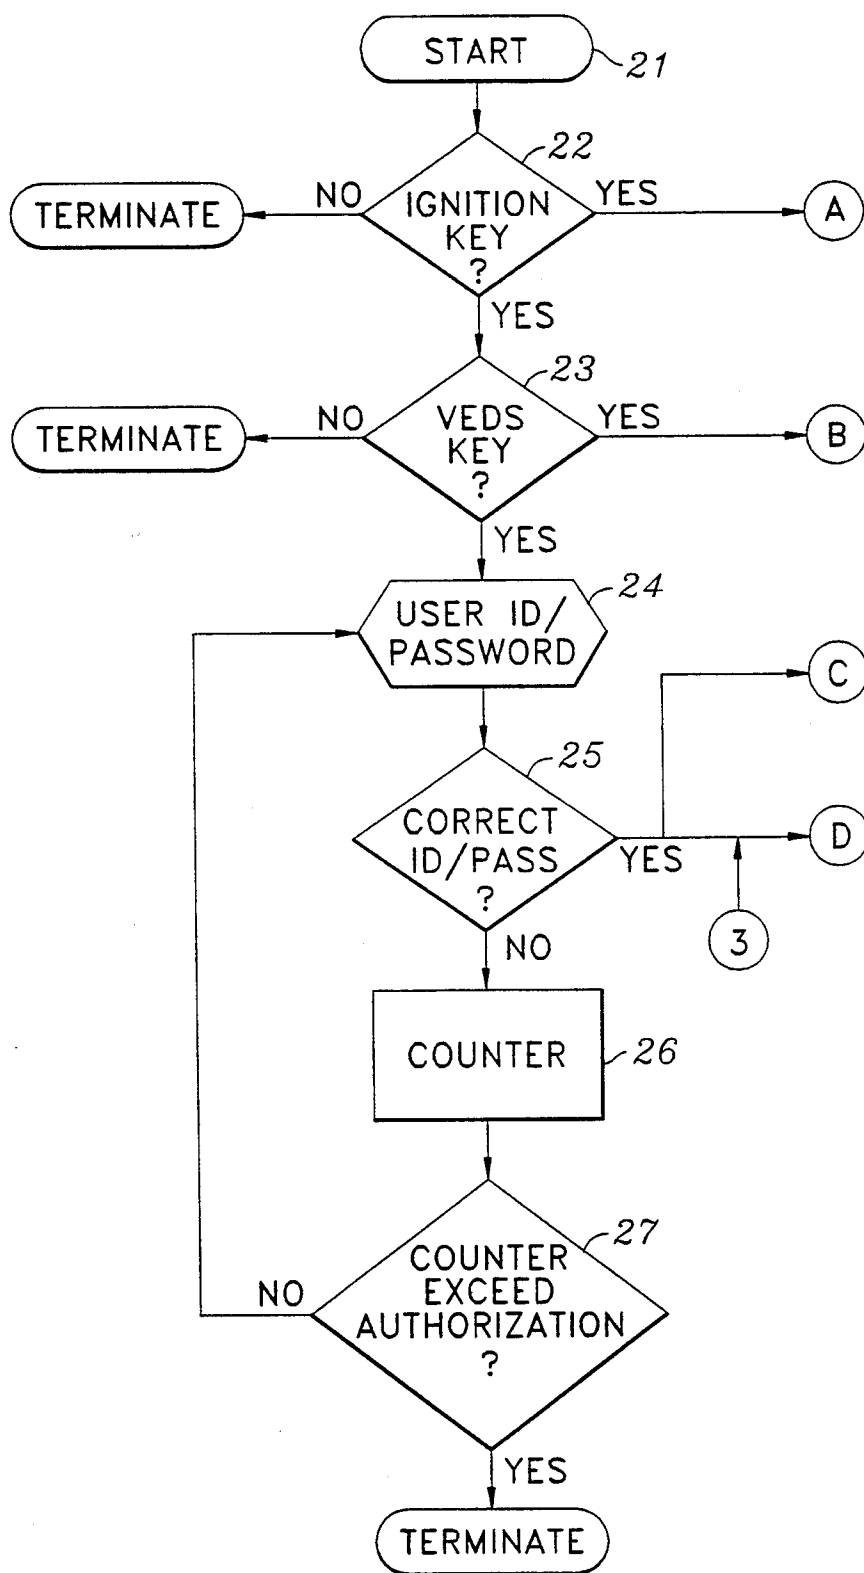 START
21
22
TERMINATE
NO
IGNITION
KEY
?
YES
A
YES
23
TERMINATE
NO
VEDS
KEY
?
YES
B
YES
24
USER ID/
PASSWORD
C
25
CORRECT
ID/PASS
?
YES
D
3
NO
COUNTER
26
27
COUNTER
EXCEED
AUTHORIZATION
?
NO
YES
TERMINATE